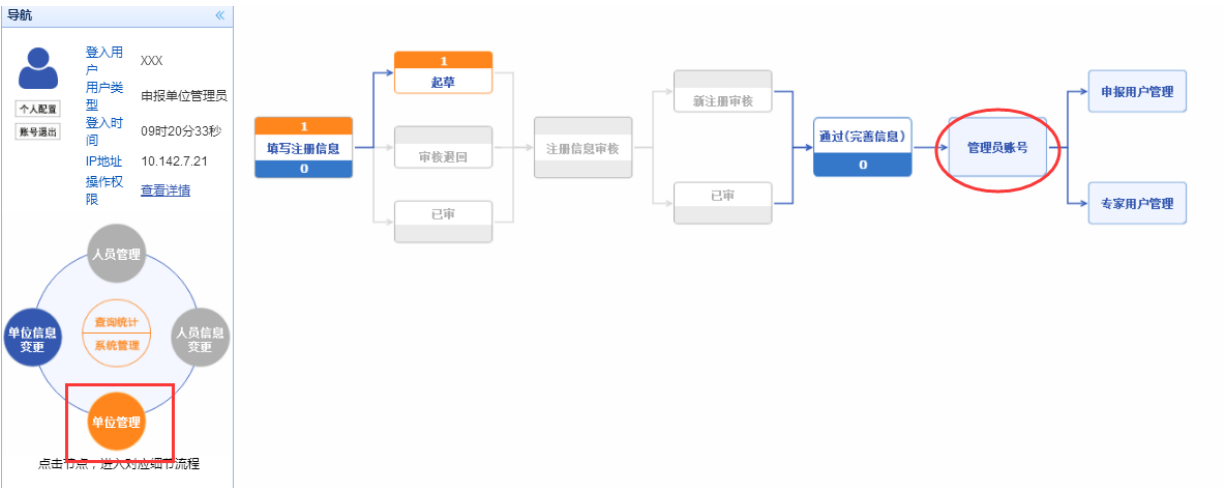 导航
«
登入用
户
XXX
用户类
型
申报单位管理员
登入时
间
09时20分33秒
IP地址
10.142.7.21
操作权
限
查看详情
个人配置
账号退出
人员管理
单位信息
变更
查询统计
系统管理
人员信息
变更
单位管理
点击节点，进入对应细节流程
1
填写注册信息
0
1
起草
审核退回
已审
注册信息审核
新注册审核
已审
通过(完善信息)
0
管理员账号
申报用户管理
专家用户管理